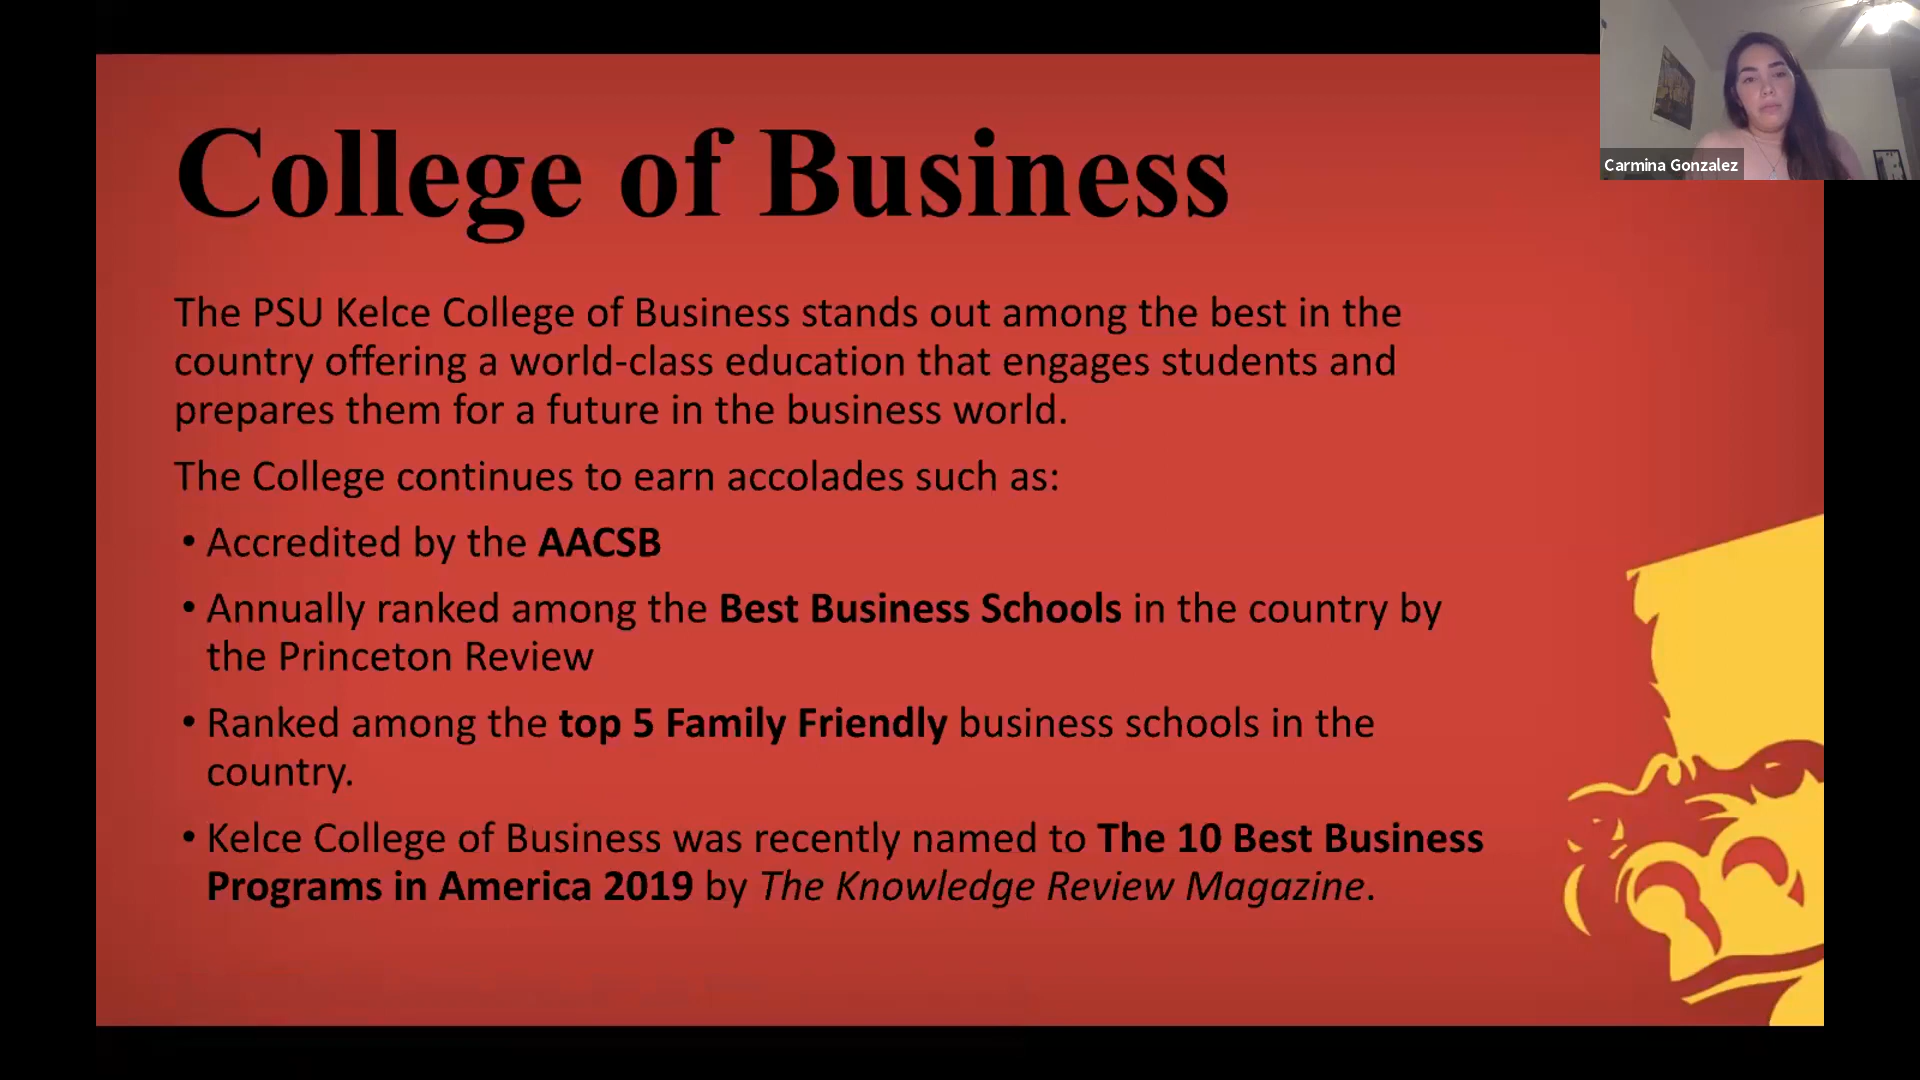 College of Business
Carmina Gonzalez
The PSU Kelce College of Business stands out among the best in the
country offering a world-class education that engages students and
prepares them for a future in the business world.
The College continues to earn accolades such as:
• Accredited by the AACSB
• Annually ranked among the Best Business Schools in the country by
the Princeton Review
• Ranked among the top 5 Family Friendly business schools in the
country.
• Kelce College of Business was recently named to The 10 Best Business
Programs in America 2019 by The Knowledge Review Magazine.